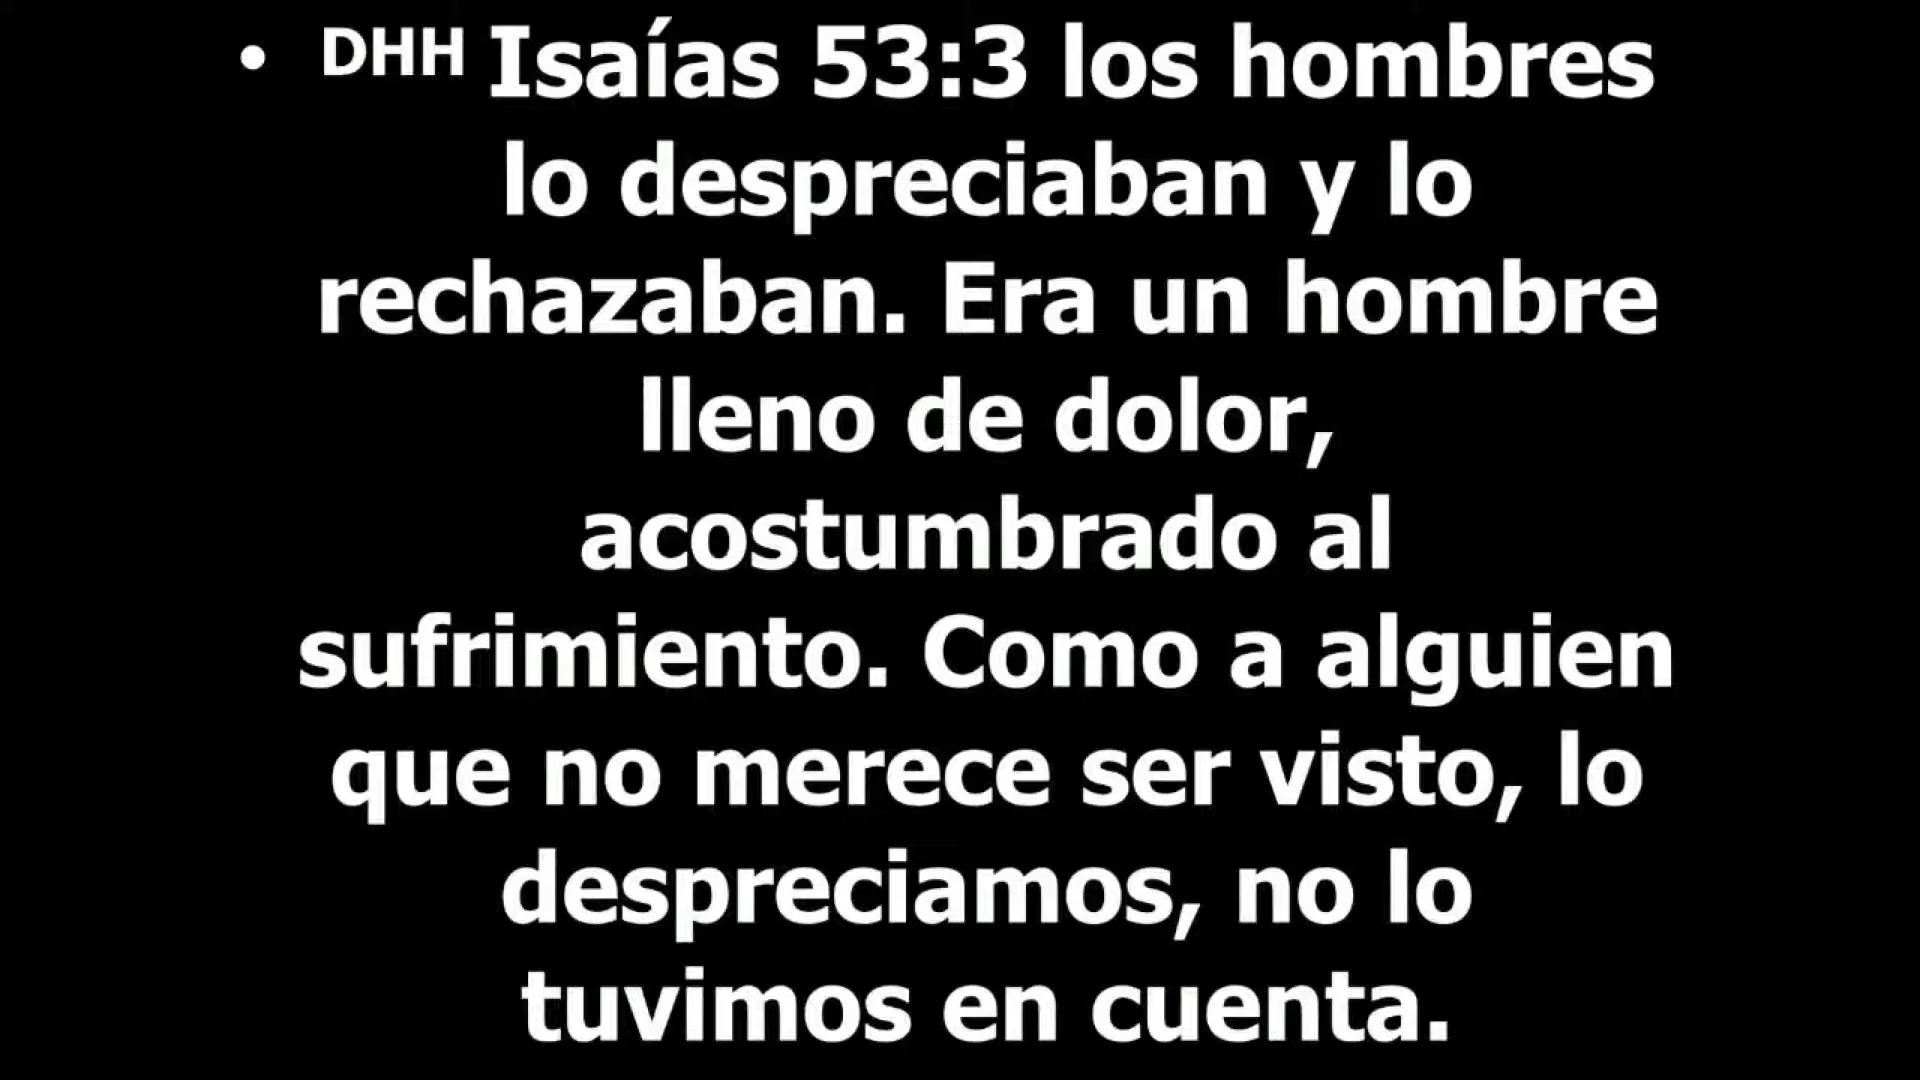 • DHH Isaías 53:3 los hombres
lo despreciaban y lo
rechazaban. Era un hombre
lleno de dolor,
acostumbrado al
sufrimiento. Como a alguien
que no merece ser visto, lo
despreciamos, no lo
tuvimos en cuenta.